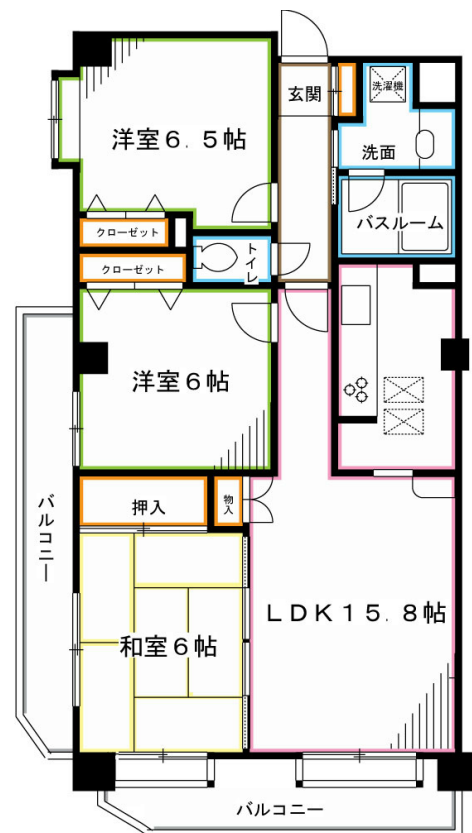 玄関
洗濯機
洋室6.5帖
洗面
クローゼット
バスルーム
トイレ
クローゼット
洋室6帖
バルコニー
押入
物入
LDK15.8帖
和室6帖
バルコニー